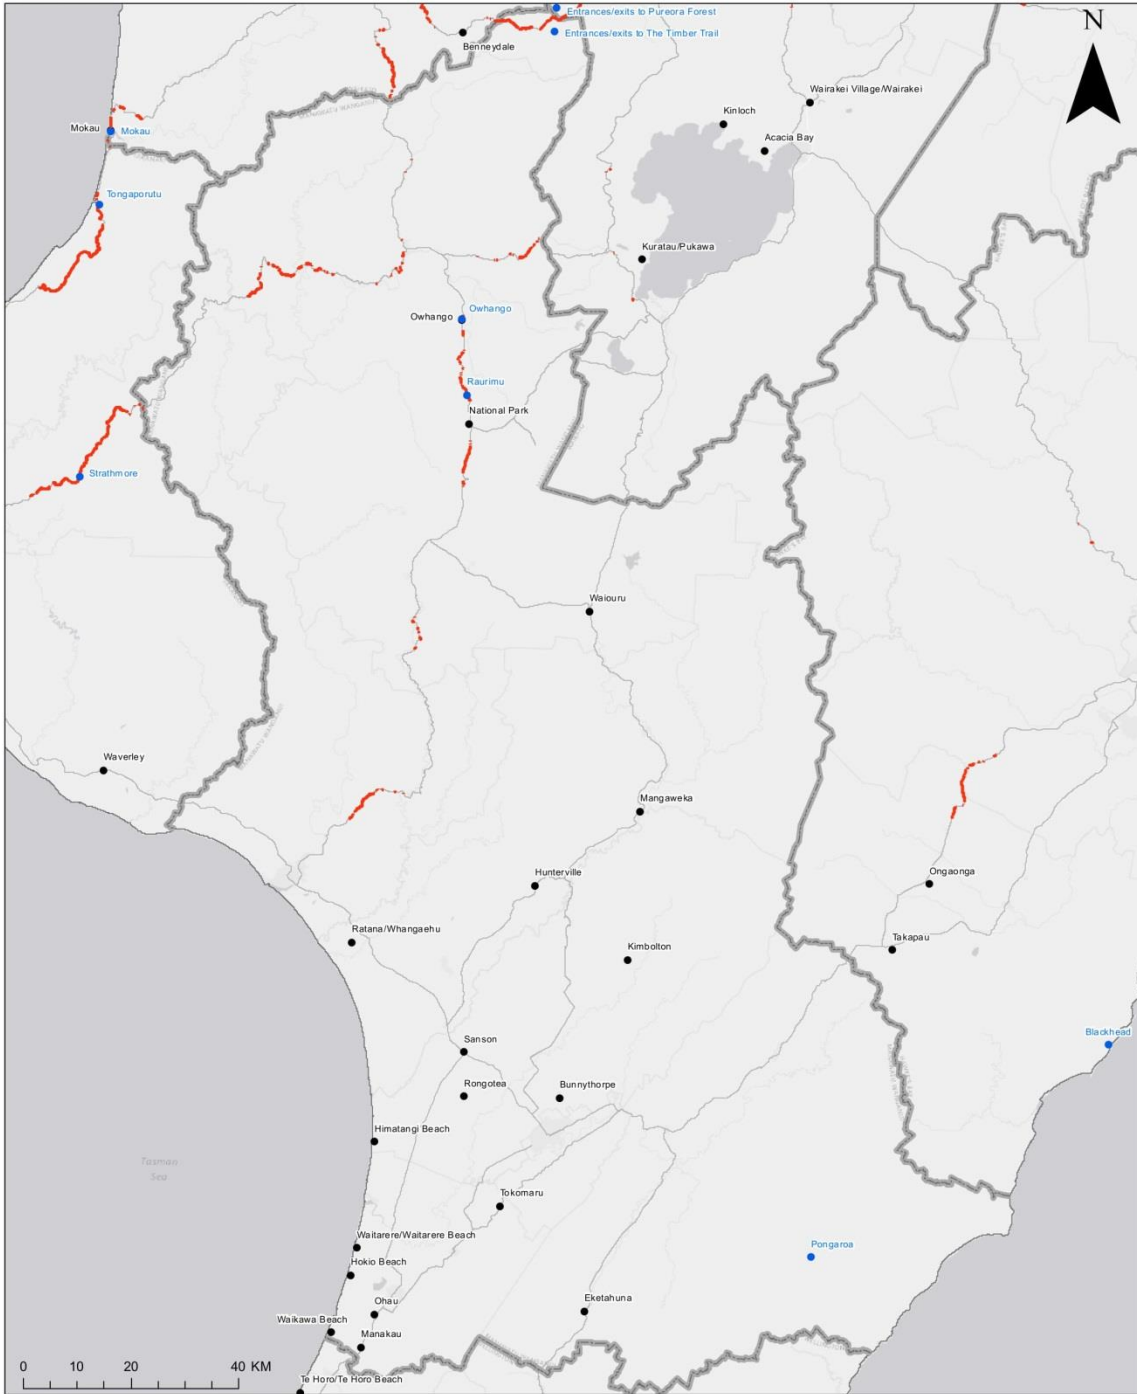 Entrances/exits to Pureora Forest
N
Entrances/exits to The Timber Trail
Benneydale
Wairakei Village/Wairakei
Kinloch
Mokau
Mokau
Acacia Bay
Tongaporutu
Kuratau/Pukawa
Owhango
Owhango
Raurimu
National Park
Strathmore
Waiouru
Waverley
Mangaweka
Hunterville
Ongaonga
Ratana/Whangaehu
Takapau
Kimbolton
Blackhead
Sanson
Rongotea
Bunnythorpe
Himatangi Beach
Tasman
Sea
Tokomaru
Waitarere/Waitarere Beach
Pongaroa
Hokio Beach
Eketahuna
Ohau
Waikawa Beach
Manakau
0 10 20 40 KM
Te Horo/Te Horo Beach